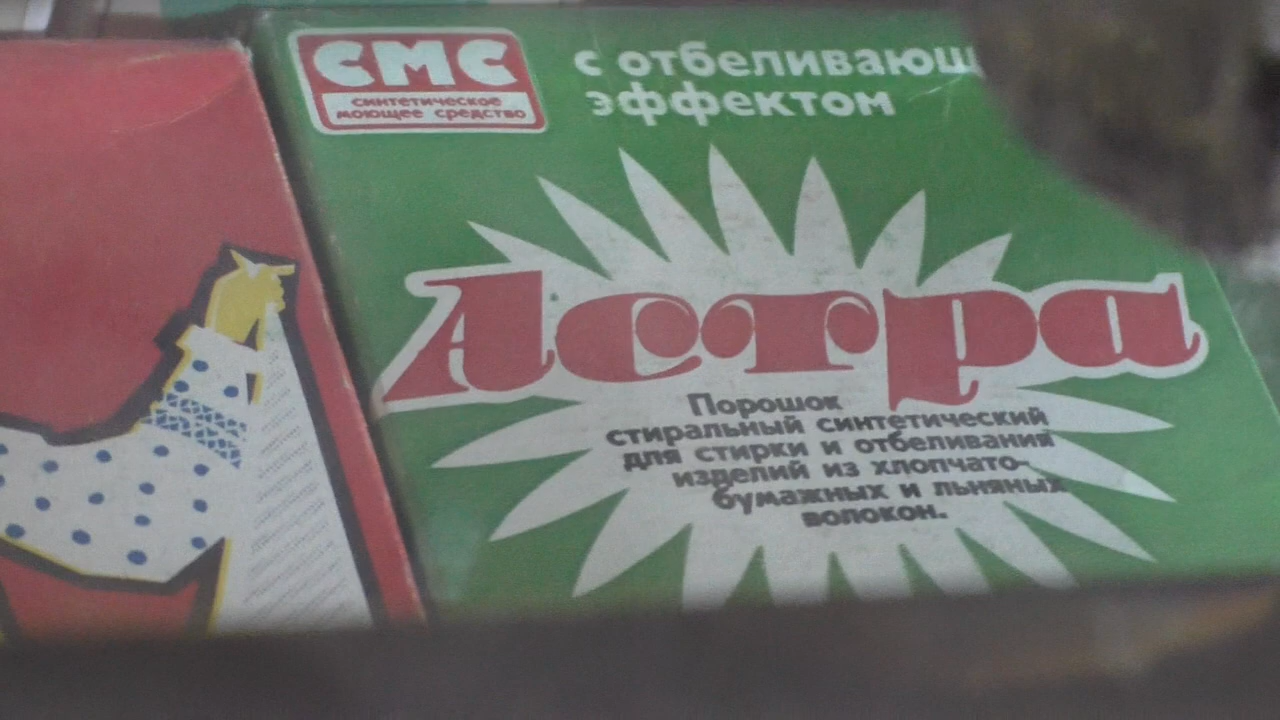 СМС
синтетическое
моющее средство
с отбеливающ
эффектом
Астра
Порошок
стиральный синтетический
для стирки и отбеливания
изделий из хлопчато-
бумажных и льняных
волокон.